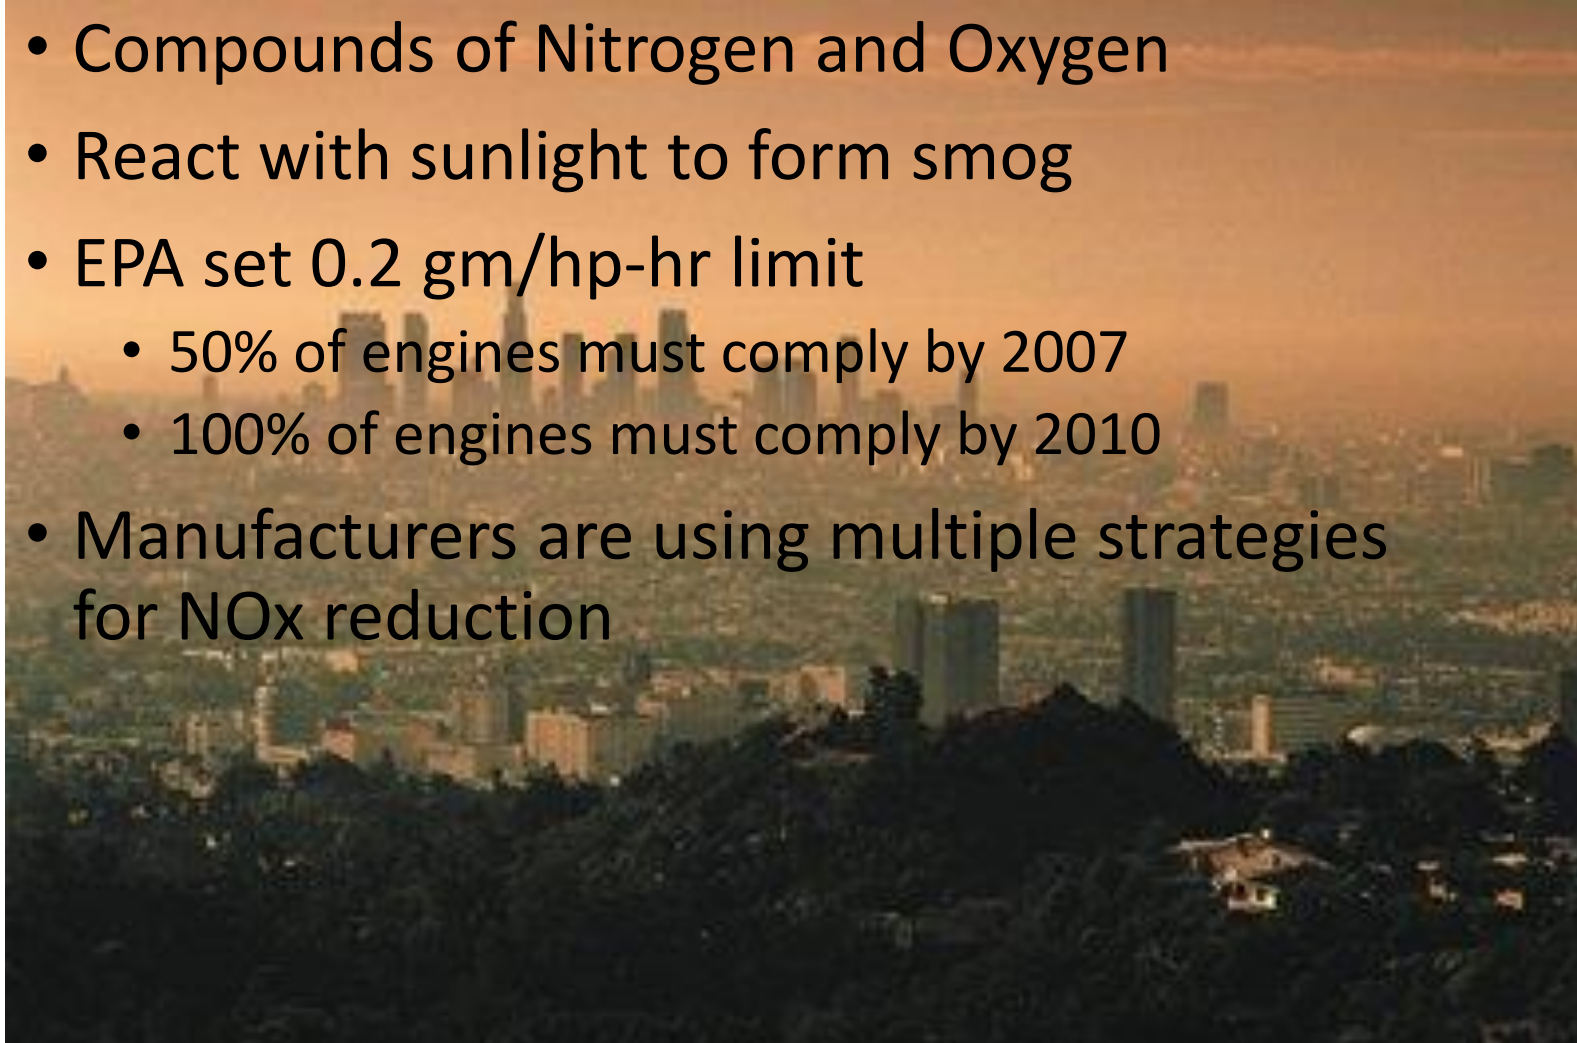 • Compounds of Nitrogen and Oxygen
• React with sunlight to form smog
• EPA set 0.2 gm/hp-hr limit
• 50% of engines must comply by 2007
• 100% of engines must comply by 2010
• Manufacturers are using multiple strategies
for NOx reduction